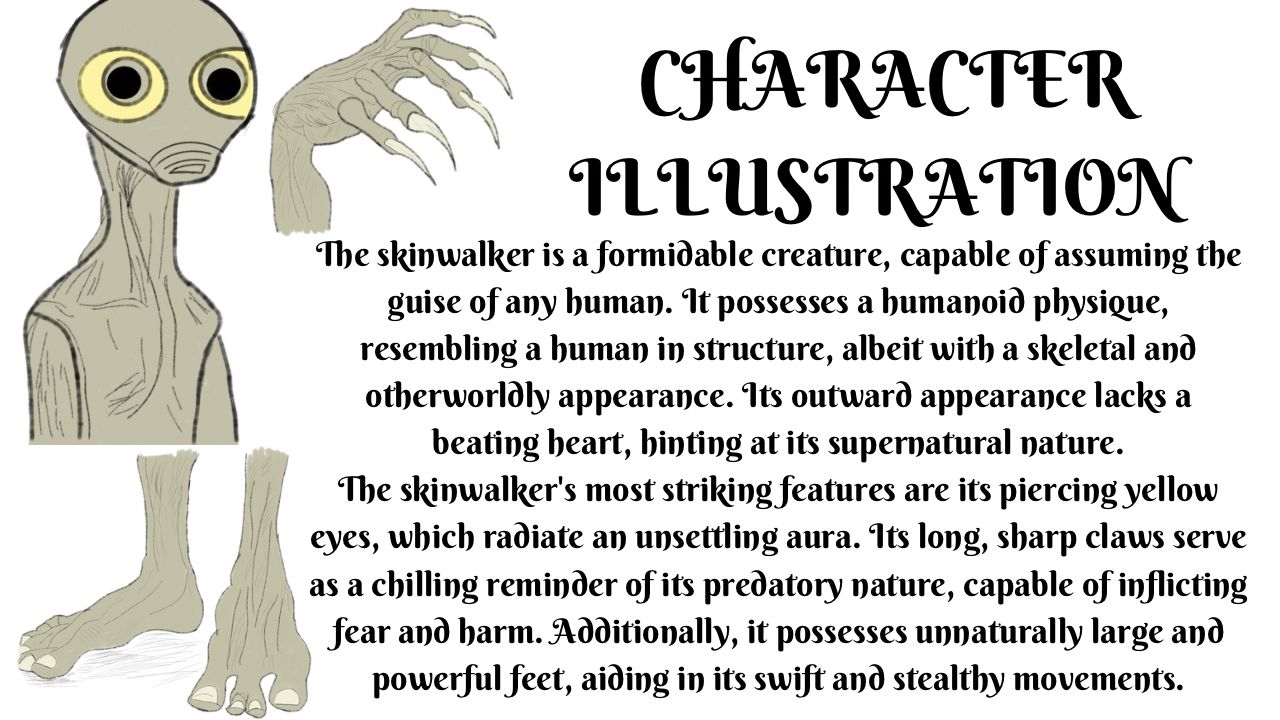 CHARACTER
ILLUSTRATION
The skinwalker is a formidable creature, capable of assuming the
guise of any human. It possesses a humanoid physique,
resembling a human in structure, albeit with a skeletal and
otherworldly appearance. Its outward appearance lacks a
beating heart, hinting at its supernatural nature.
The skinwalker's most striking features are its piercing yellow
eyes, which radiate an unsettling aura. Its long, sharp claws serve
as a chilling reminder of its predatory nature, capable of inflicting
fear and harm. Additionally, it possesses unnaturally large and
powerful feet, aiding in its swift and stealthy movements.